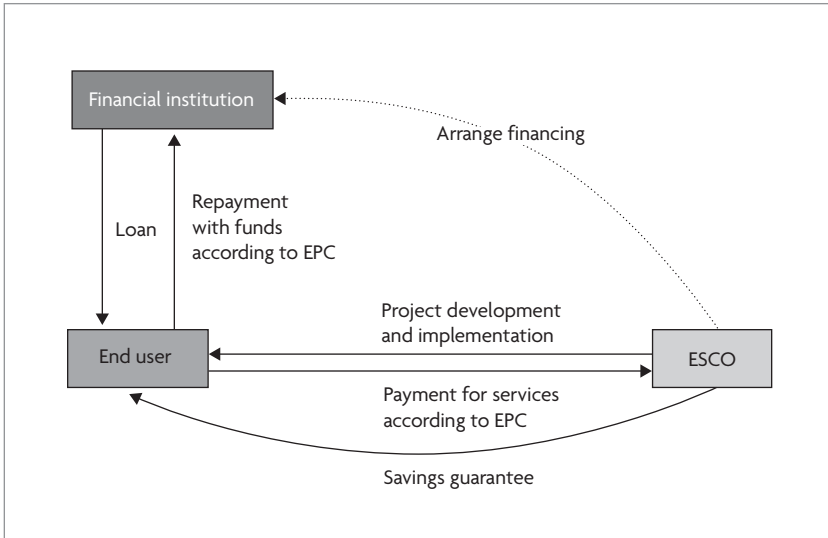 Financial institution
Arrange financing
Repayment
with funds
according to EPC
Loan
Project development
and implementation
End user
ESCO
Payment for services
according to EPC
Savings guarantee